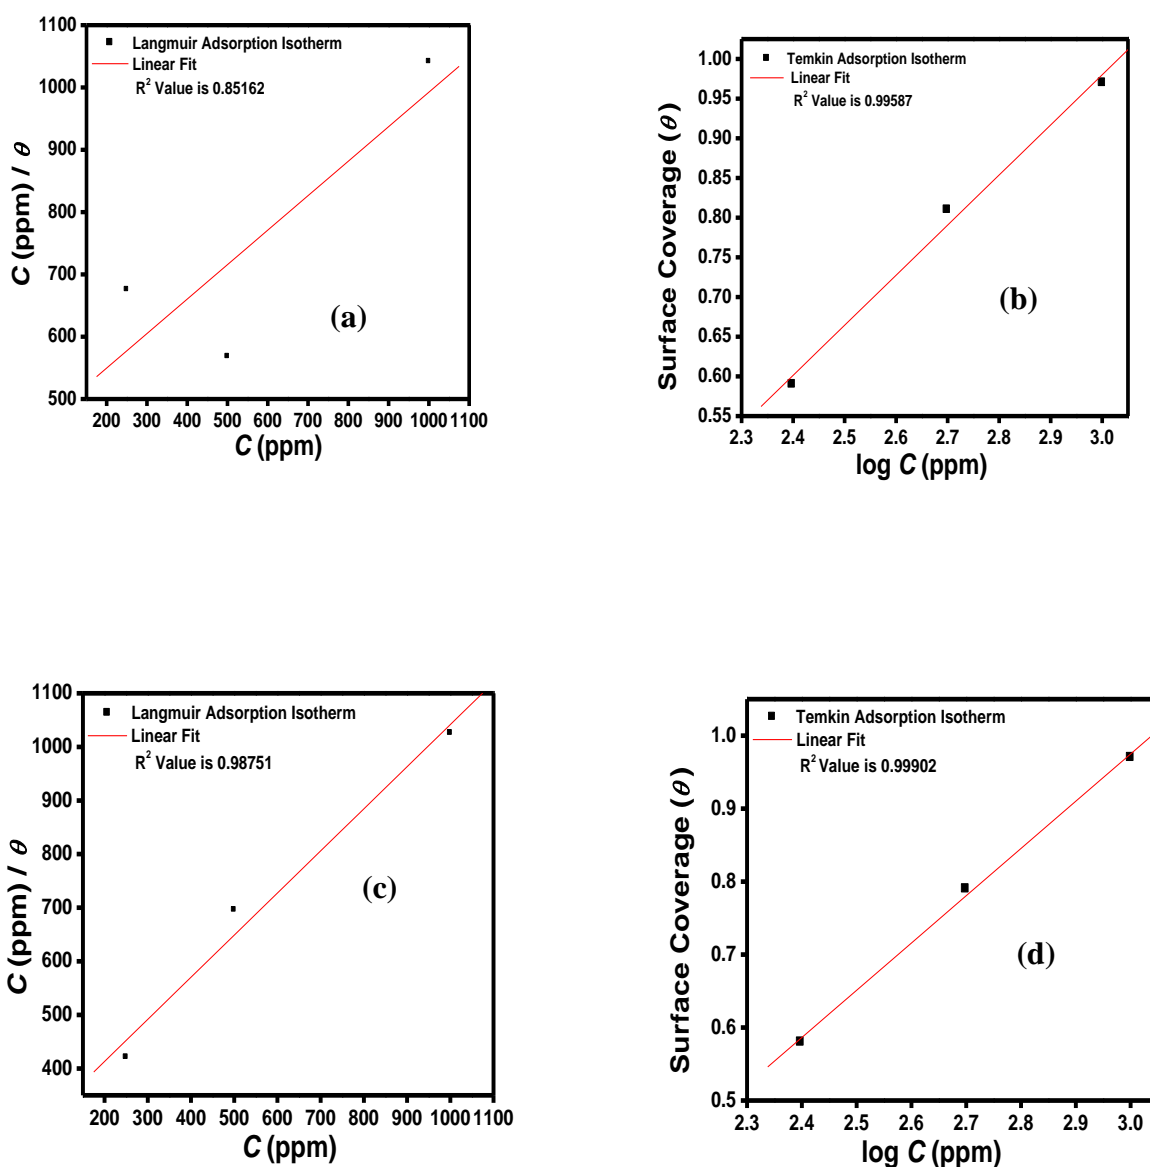 Langmuir Adsorption Isotherm
Linear Fit
R² Value is 0.85162
1100
1000
900
800
700
600
500
C (ppm) / θ
200 300 400 500 600 700 800 900 1000 1100
C (ppm)
(a)
Temkin Adsorption Isotherm
Linear Fit
R² Value is 0.99587
1.00
0.95
0.90
0.85
0.80
0.75
0.70
0.65
0.60
0.55
Surface Coverage (θ)
2.3 2.4 2.5 2.6 2.7 2.8 2.9 3.0
log C (ppm)
(b)
Langmuir Adsorption Isotherm
Linear Fit
R² Value is 0.98751
1100
1000
900
800
700
600
500
400
C (ppm) / θ
200 300 400 500 600 700 800 900 1000 1100
C (ppm)
(c)
Temkin Adsorption Isotherm
Linear Fit
R² Value is 0.99902
1.0
0.9
0.8
0.7
0.6
0.5
Surface Coverage (θ)
2.3 2.4 2.5 2.6 2.7 2.8 2.9 3.0
log C (ppm)
(d)